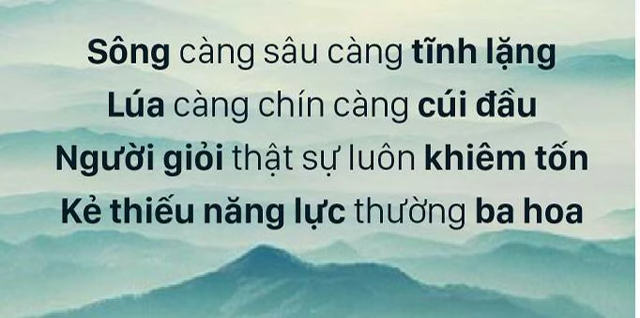 Sông càng sâu càng tĩnh lặng
Lúa càng chín càng cúi đầu
Người giỏi thật sự luôn khiêm tốn
Kẻ thiếu năng lực thường ba hoa